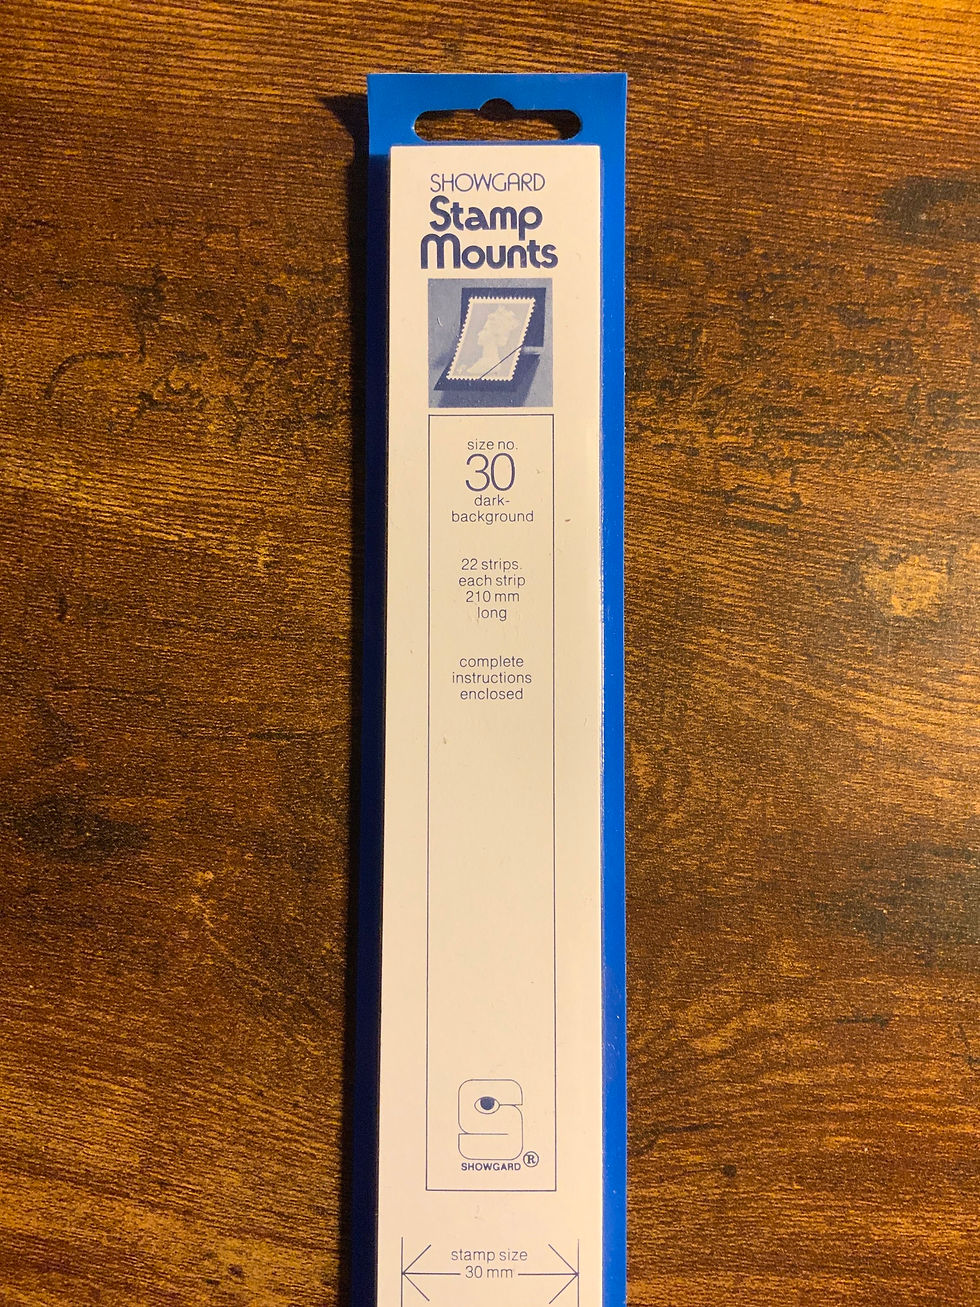 SHOWGARD
Stamp
Mounts
size no.
30
dark-
background
22 strips.
each strip
210 mm
long
complete
instructions
enclosed
SHOWGARD ®
stamp size
30 mm